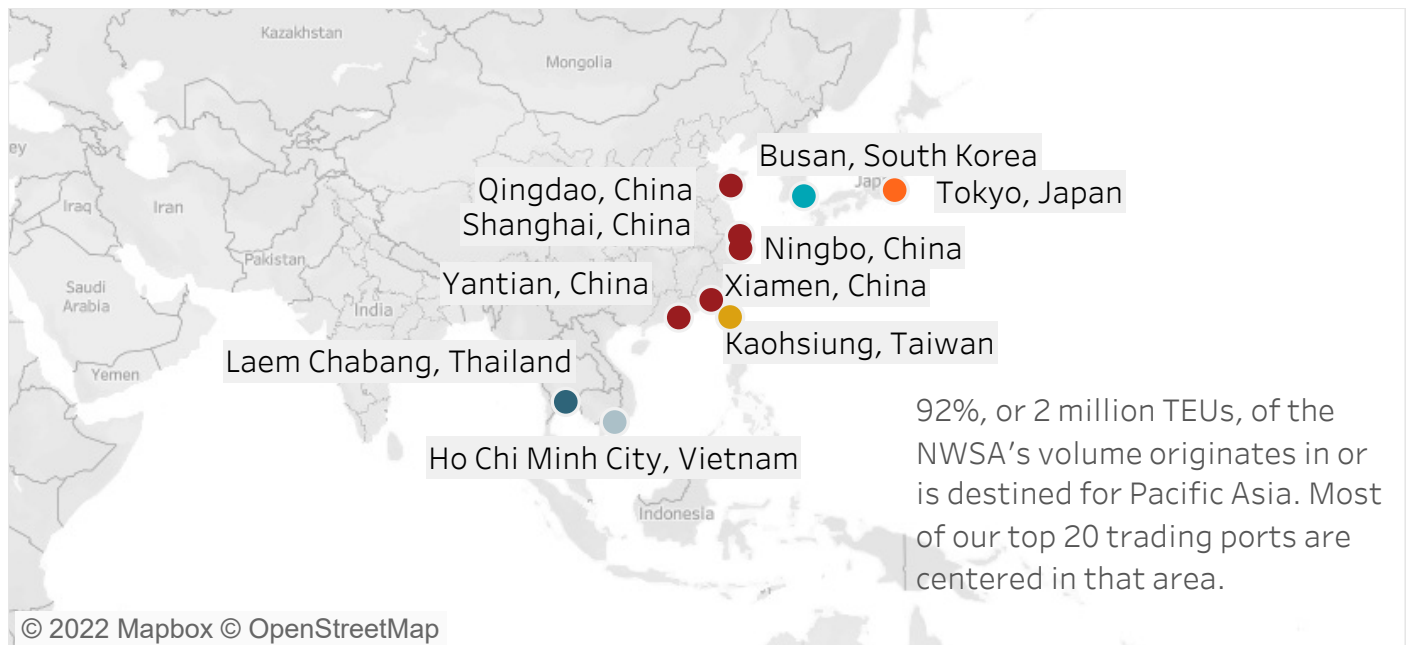 Kazakhstan
Mongolia
Busan, South Korea
Qingdao, China
Tokyo, Japan
Iraq
Iran
Shanghai, China
Ningbo, China
Pakistan
Yantian, China
Xiamen, China
Saudi
Arabia
India
Kaohsiung, Taiwan
Laem Chabang, Thailand
Yemen
92%, or 2 million TEUs, of the
NWSA's volume originates in or
is destined for Pacific Asia. Most
of our top 20 trading ports are
centered in that area.
Ho Chi Minh City, Vietnam
Indonesia
© 2022 Mapbox © OpenStreetMap